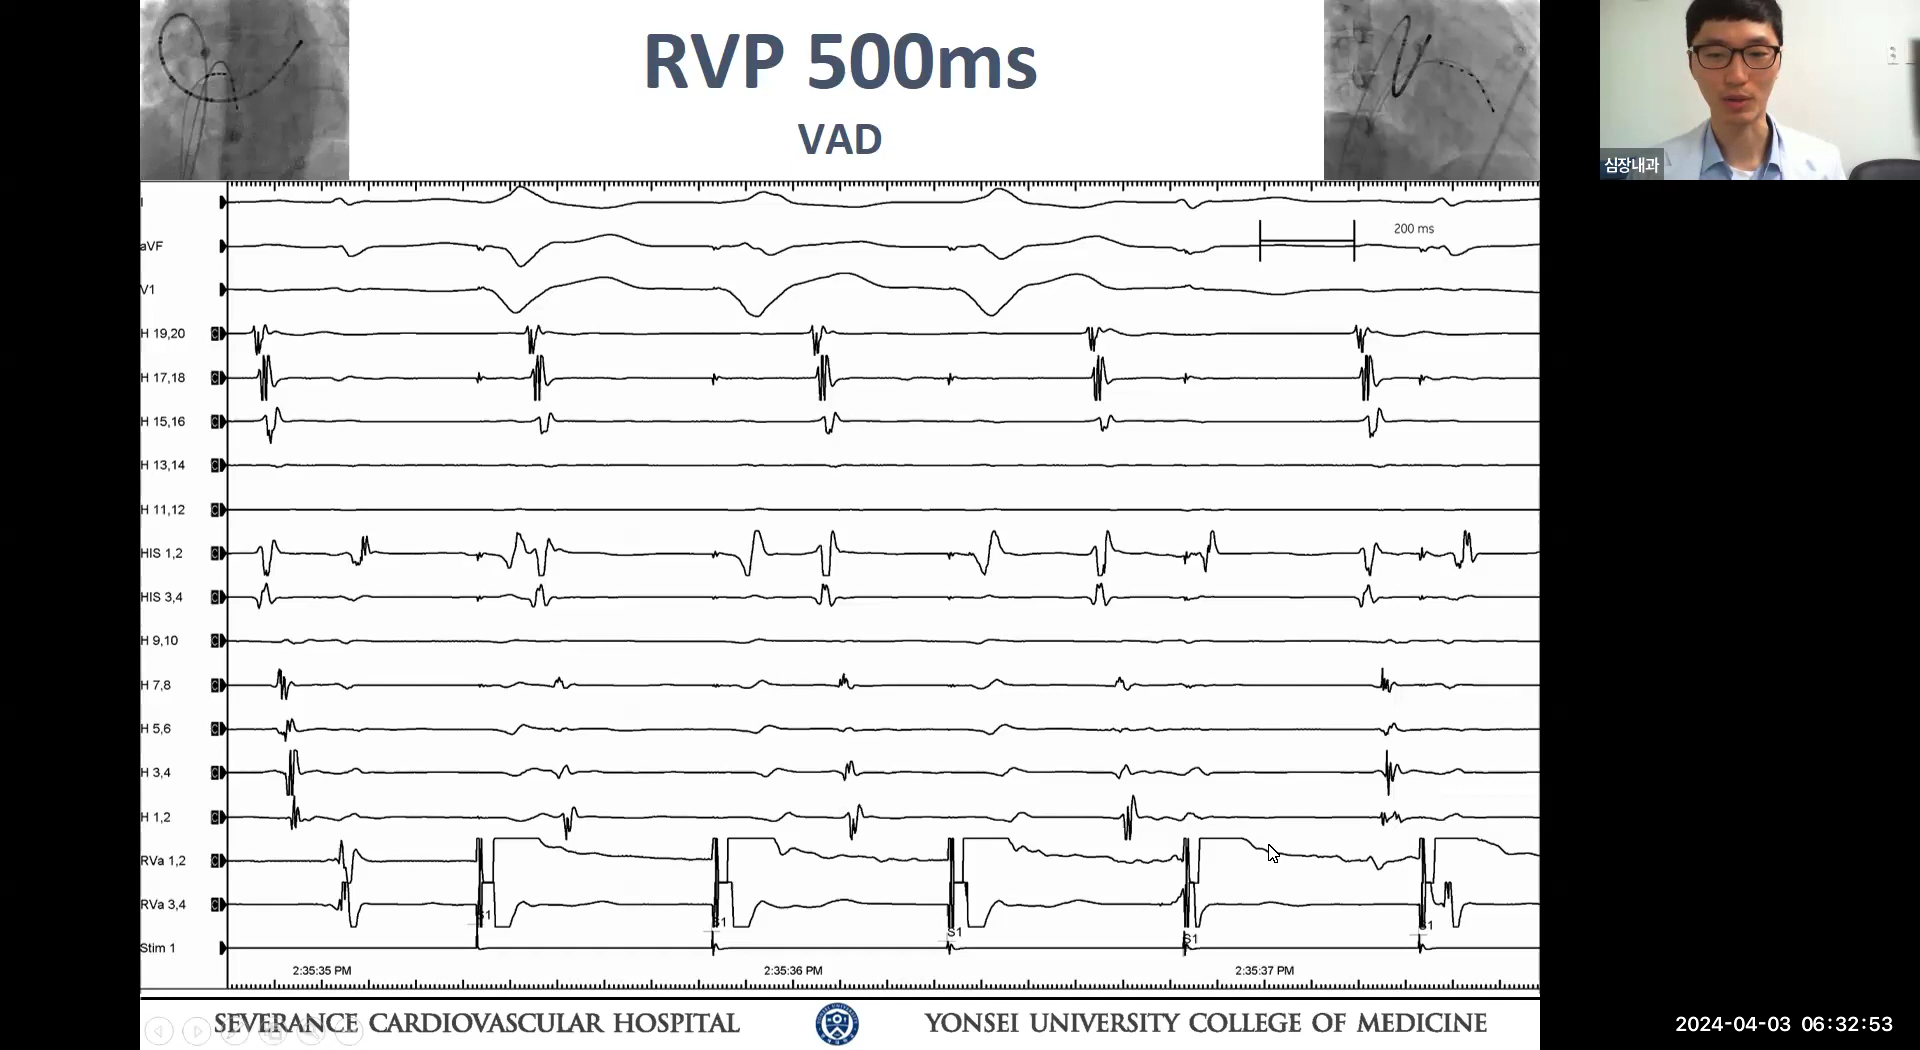 RVP 500ms
VAD
심장내과
I
200 ms
aVF
V1
H 19,20
H 17,18
H 15,16
H 13,14
H 11,12
HIS 1,2
HIS 3,4
H 9,10
H 7,8
H 5,6
H 3,4
H 1,2
RVa 1,2
RVa 3,4
S1
S1
S1
S1
S1
Stim 1
2:35:35 PM
2:35:36 PM
2:35:37 PM
SEVERANCE CARDIOVASCULAR HOSPITAL
YONSEI UNIVERSITY COLLEGE OF MEDICINE
2024-04-03 06:32:53